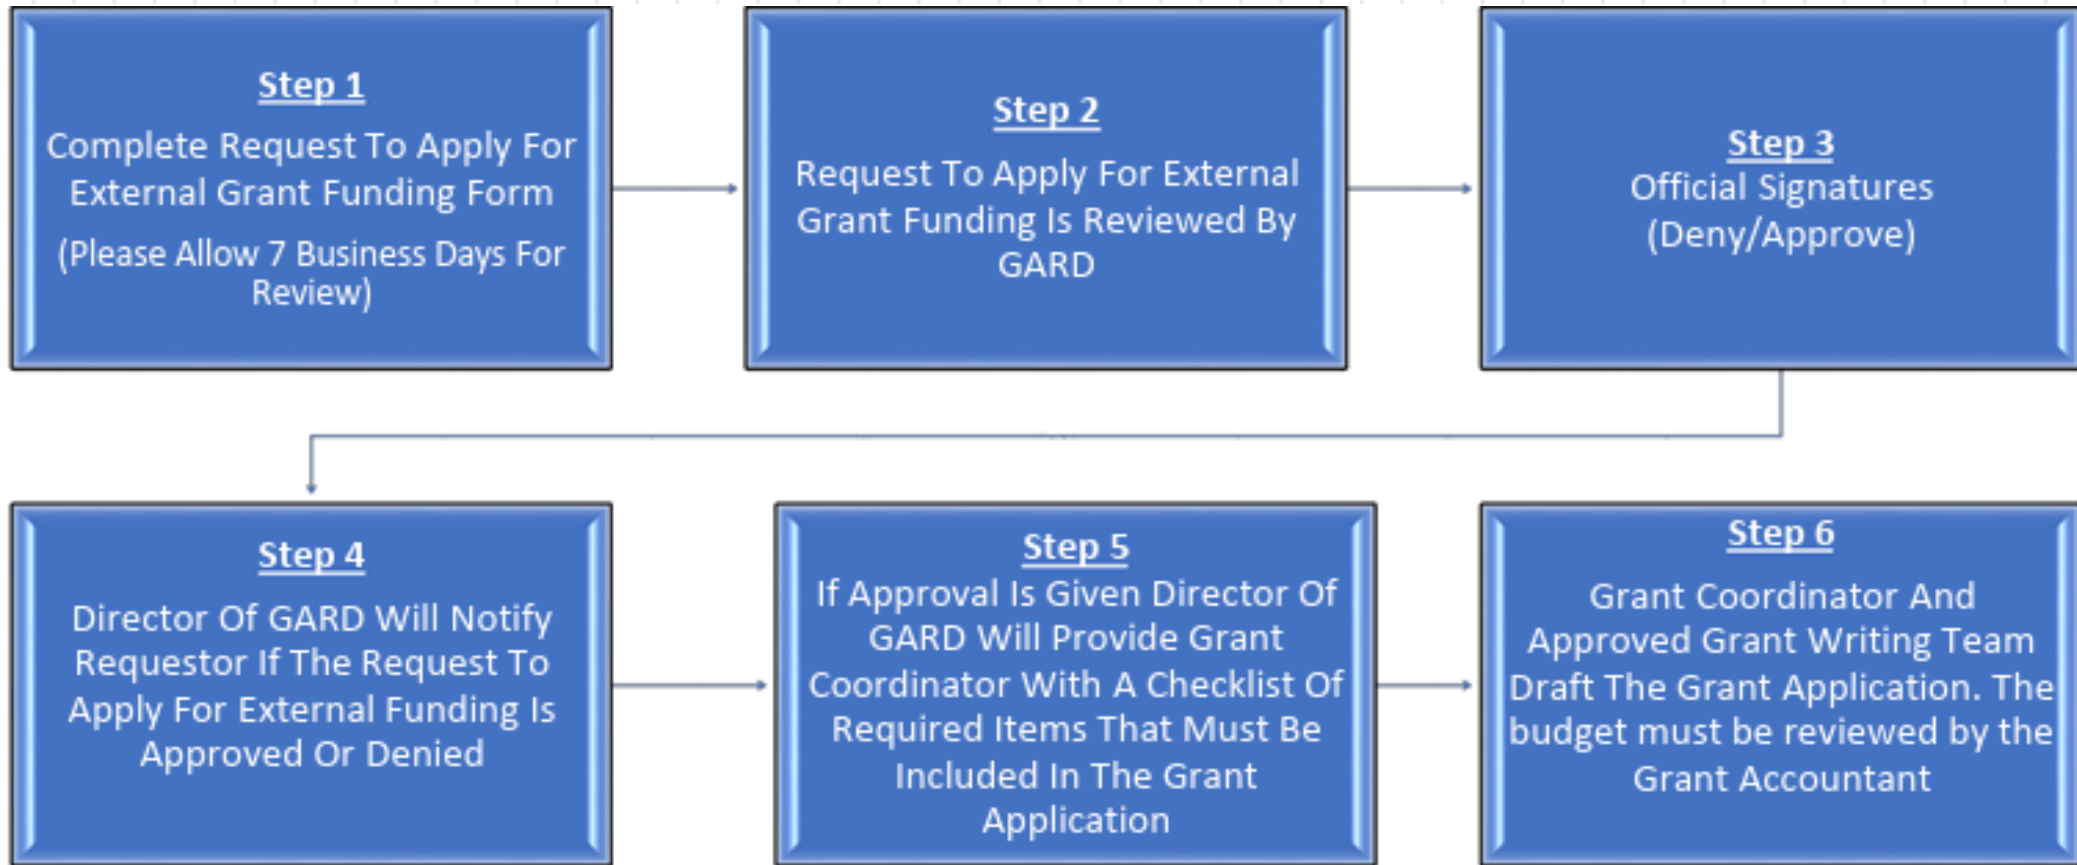 Step 1
Complete Request To Apply For
External Grant Funding Form
(Please Allow 7 Business Days For
Review)
Step 2
Request To Apply For External
Grant Funding Is Reviewed By
GARD
Step 3
Official Signatures
(Deny/Approve)
Step 4
Director Of GARD Will Notify
Requestor If The Request To
Apply For External Funding Is
Approved Or Denied
Step 5
If Approval Is Given Director Of
GARD Will Provide Grant
Coordinator With A Checklist Of
Required Items That Must Be
Included In The Grant
Application
Step 6
Grant Coordinator And
Approved Grant Writing Team
Draft The Grant Application. The
budget must be reviewed by the
Grant Accountant